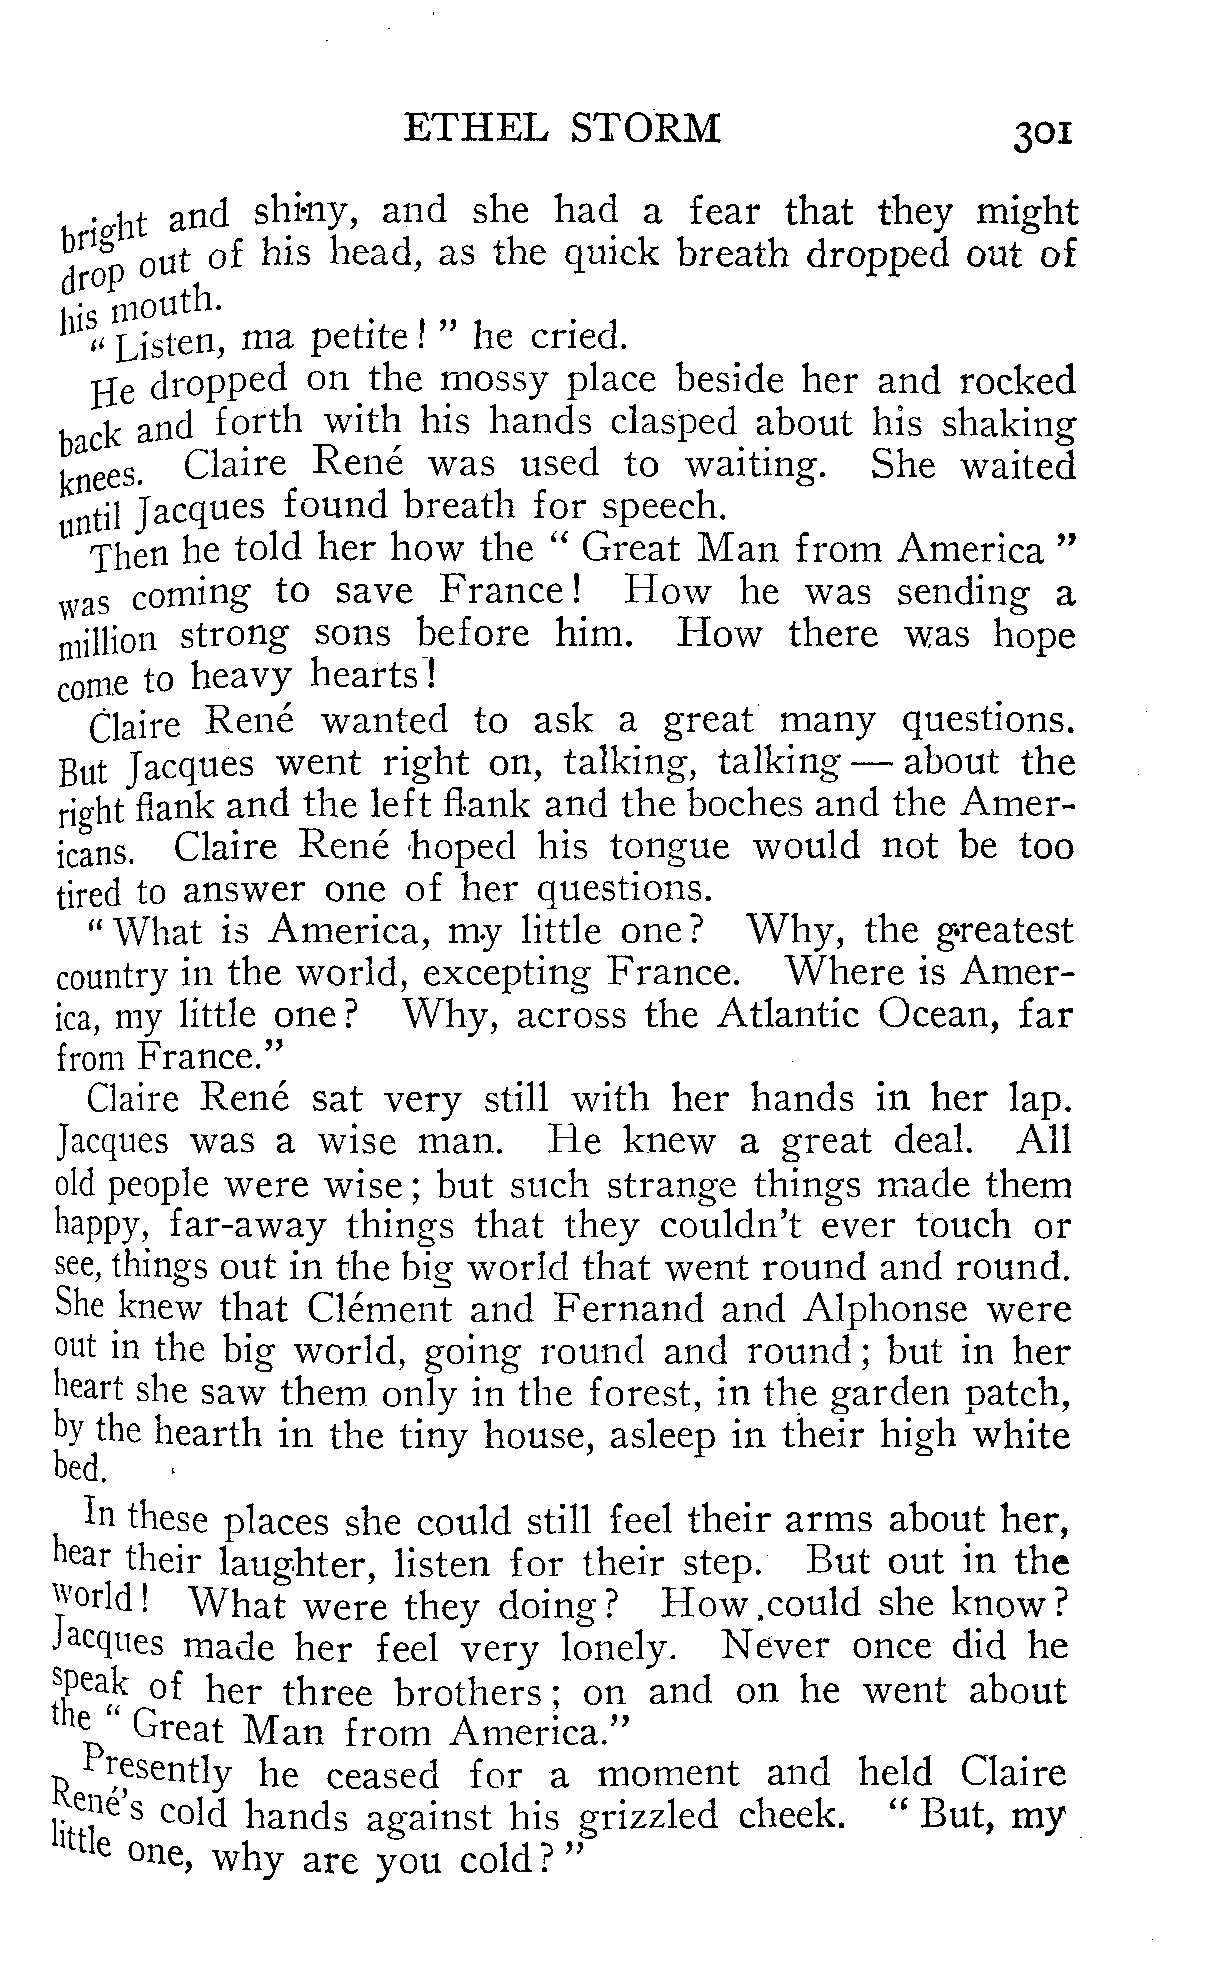 ETHEL STORM 301
bright and shiny, and she had a fear that they might
drop out of his head, as the quick breath dropped out of
his mouth.
“ Listen, ma petite ! ” he cried.
He dropped on the mossy place beside her and rocked
back and forth with his hands clasped about his shaking
knees. Claire René was used to waiting. She waited
until Jacques found breath for speech.
Then he told her how the “ Great Man from America ”
was coming to save France! How he was sending a
million strong sons before him. How there was hope
come to heavy hearts!
Claire René wanted to ask a great many questions.
But Jacques went right on, talking, talking — about the
right flank and the left flank and the boches and the Amer-
icans. Claire René hoped his tongue would not be too
tired to answer one of her questions.
“ What is America, my little one? Why, the greatest
country in the world, excepting France. Where is Amer-
ica, my little one? Why, across the Atlantic Ocean, far
from France.”
Claire René sat very still with her hands in her lap.
Jacques was a wise man. He knew a great deal. All
old people were wise; but such strange things made them
happy, far-away things that they couldn't ever touch or
see, things out in the big world that went round and round.
She knew that Clément and Fernand and Alphonse were
out in the big world, going round and round; but in her
heart she saw them only in the forest, in the garden patch,
by the hearth in the tiny house, asleep in their high white
bed.
In these places she could still feel their arms about her,
hear their laughter, listen for their step. But out in the
world! What were they doing? How could she know?
Jacques made her feel very lonely. Never once did he
speak of her three brothers; on and on he went about
the “ Great Man from America.”
Presently he ceased for a moment and held Claire
René's cold hands against his grizzled cheek. “ But, my
little one, why are you cold? ”